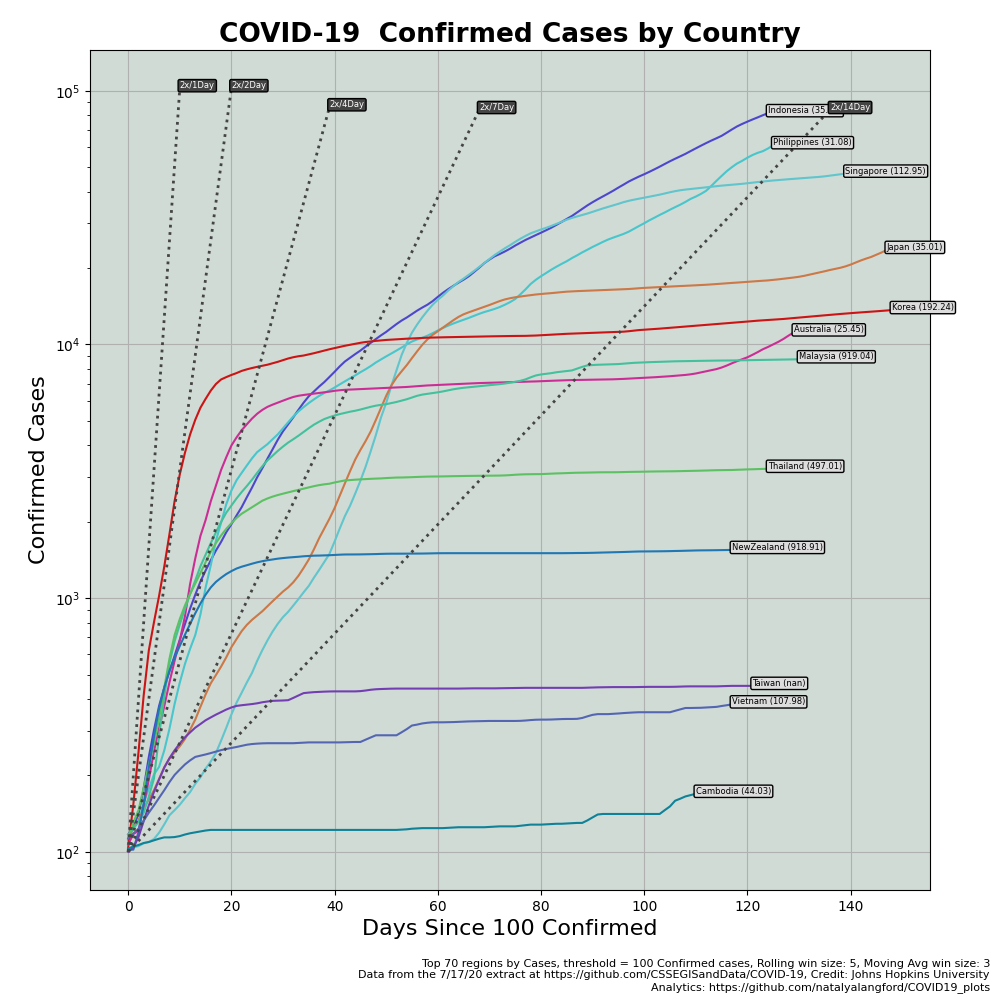 COVID-19  Confirmed Cases by Country
10^5
10^4
10^3
10^2
Confirmed Cases
2x/1Day
2x/2Day
2x/4Day
2x/7Day
Indonesia (35.
2x/14Day
Philippines (31.08)
Singapore (112.95)
Japan (35.01)
Korea (192.24)
Australia (25.45)
Malaysia (919.04)
Thailand (497.01)
NewZealand (918.91)
Taiwan (nan)
Vietnam (107.98)
Cambodia (44.03)
0 20 40 60 80 100 120 140
Days Since 100 Confirmed
Top 70 regions by Cases, threshold = 100 Confirmed cases, Rolling win size: 5, Moving Avg win size: 3
Data from the 7/17/20 extract at https://github.com/CSSEGISandData/COVID-19, Credit: Johns Hopkins University
Analytics: https://github.com/natalyalangford/COVID19_plots